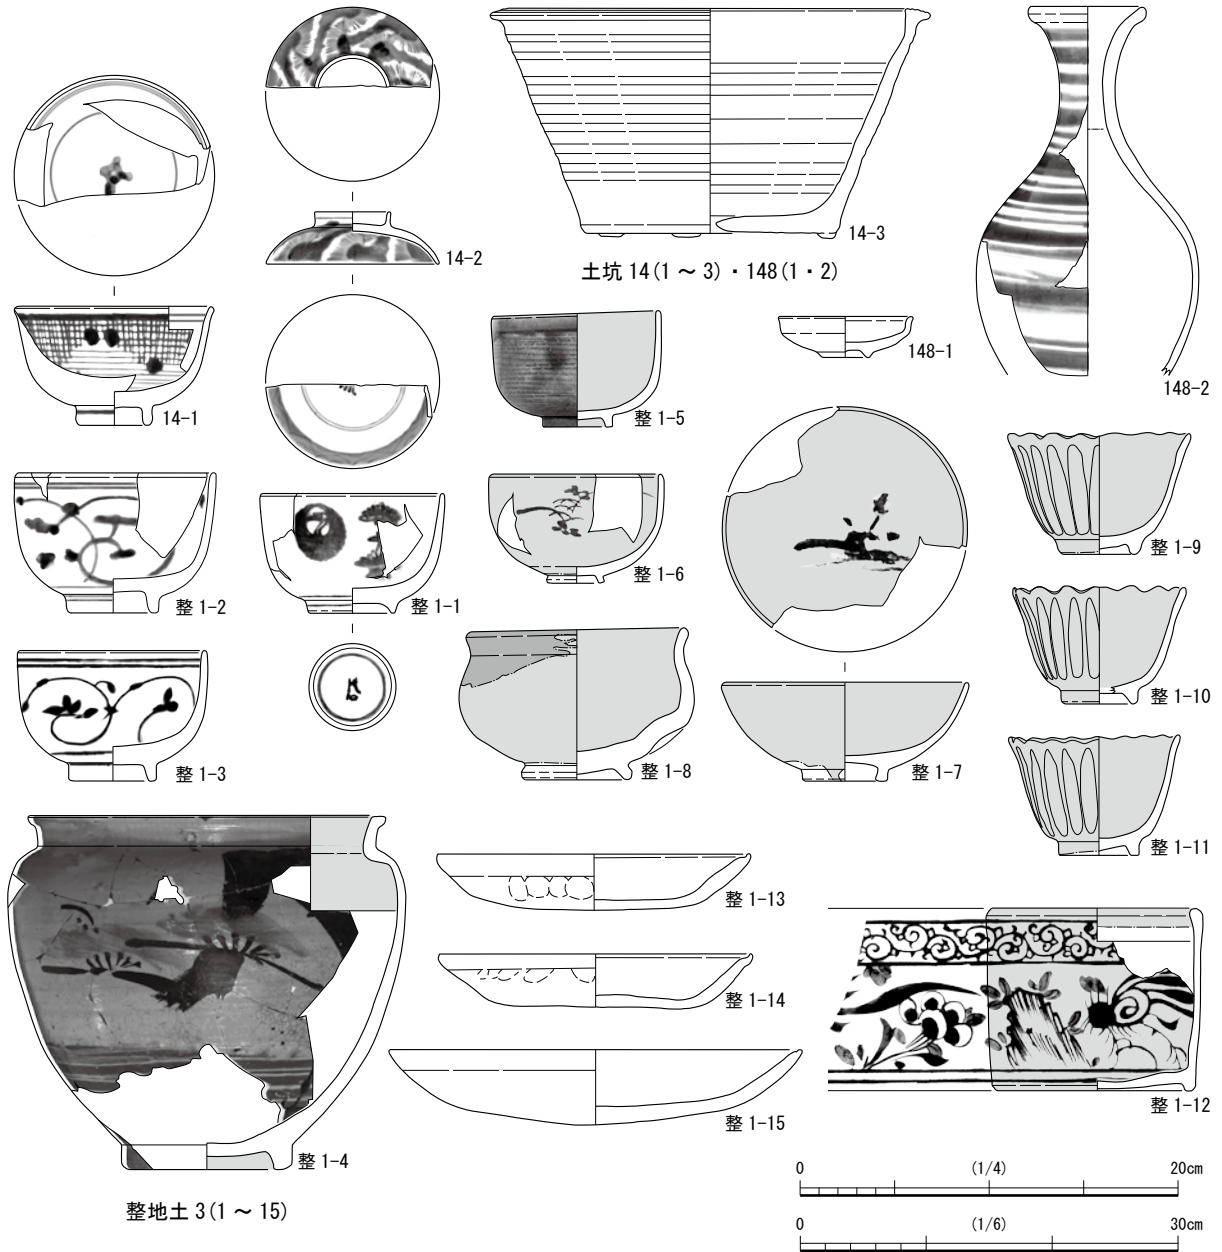 14-1
14-2
14-3
土坑 14(1 ~ 3)・148(1・2)
148-1
148-2
整 1-5
整 1-6
整 1-9
整 1-2
整 1-1
整 1-10
整 1-3
整 1-8
整 1-7
整 1-11
整 1-13
整 1-14
整 1-15
整 1-12
整 1-4
整地土 3(1 ~ 15)
0 (1/4) 20cm
0 (1/6) 30cm